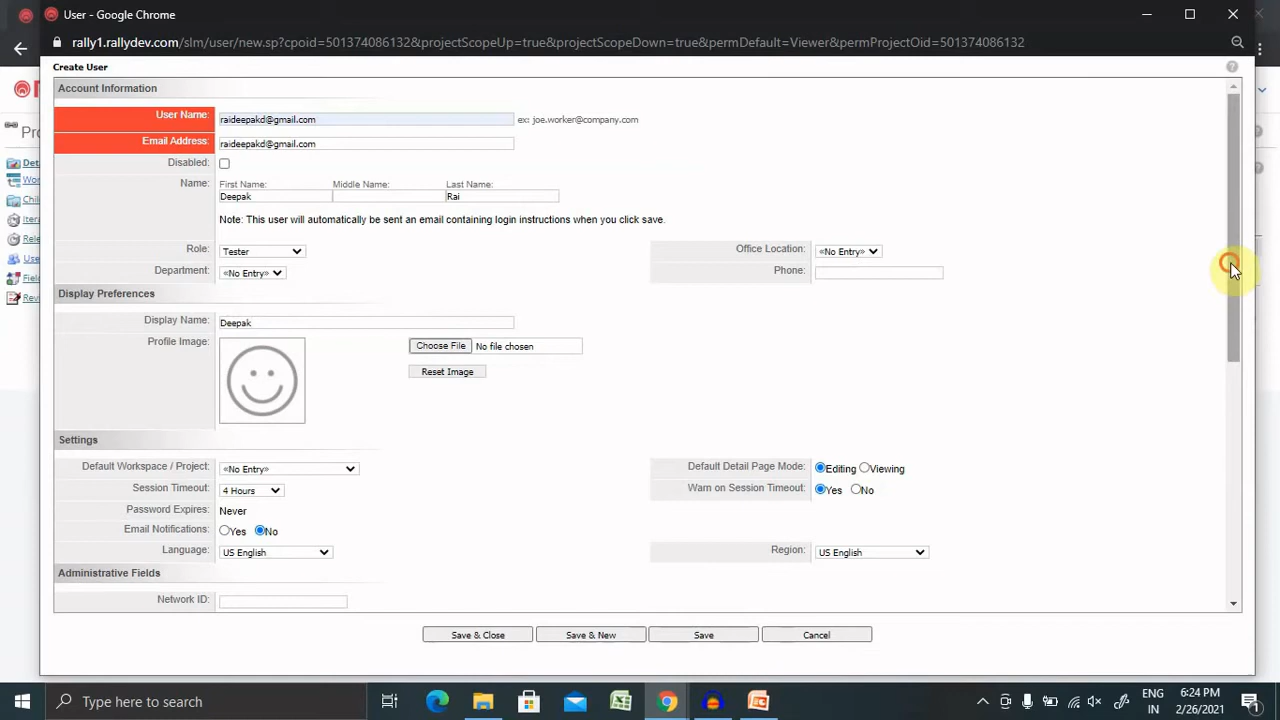 User - Google Chrome
rally1.rallydev.com/slm/user/new.sp?cpoid=501374086132&projectScopeUp=true&projectScopeDown=true&permDefault=Viewer&permProjectOid=501374086132
Create User
Account Information
User Name: raideepakd@gmail.com ex: joe.worker@company.com
Email Address: raideepakd@gmail.com
Disabled:
Name: First Name: Middle Name: Last Name:
Deepak Rai
Note: This user will automatically be sent an email containing login instructions when you click save.
Role: Tester Office Location: «No Entry»
Department: «No Entry» Phone:
Display Preferences
Display Name: Deepak
Profile Image: Choose File No file chosen
Reset Image
Settings
Default Workspace / Project: «No Entry» Default Detail Page Mode: Editing Viewing
Session Timeout: 4 Hours Warn on Session Timeout: Yes No
Password Expires: Never
Email Notifications: Yes No
Language: US English Region: US English
Administrative Fields
Network ID:
Save & Close Save & New Save Cancel
Type here to search
ENG
IN
6:24 PM
2/26/2021
1